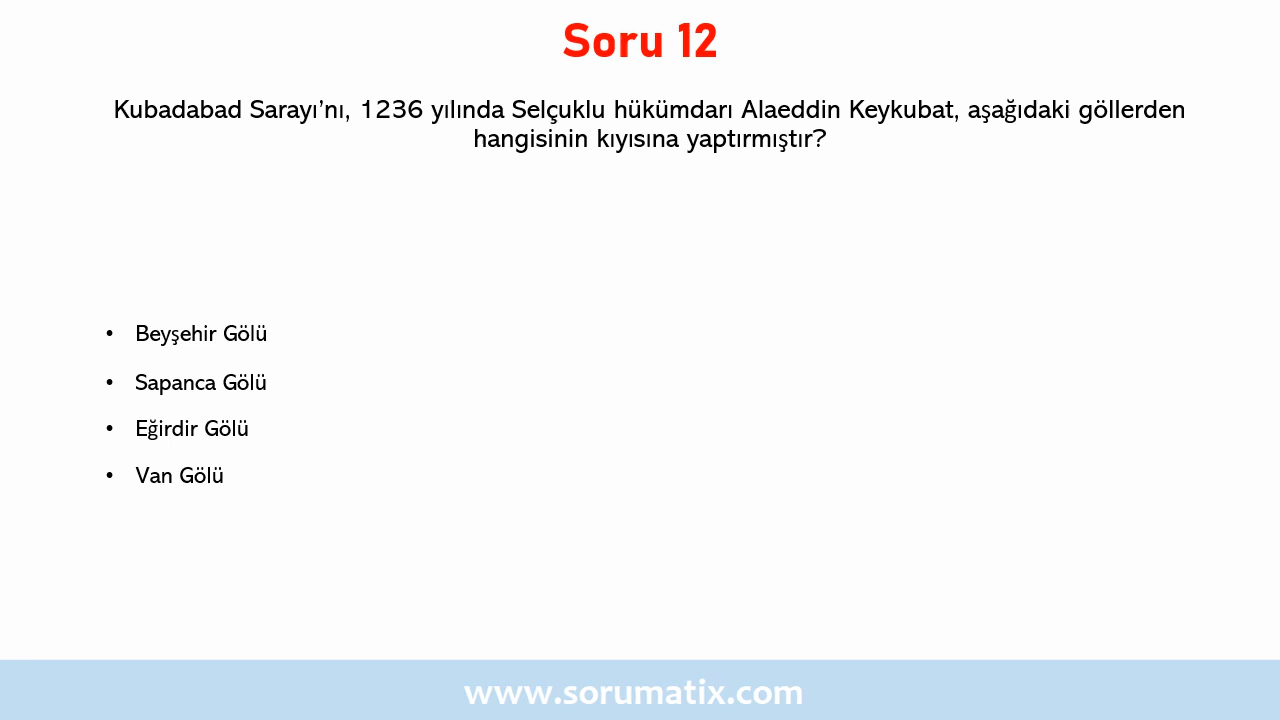 Soru 12
Kubadabad Sarayı’nı, 1236 yılında Selçuklu hükümdarı Alaeddin Keykubat, aşağıdaki göllerden
hangisinin kıyısına yaptırmıştır?
• Beyşehir Gölü
• Sapanca Gölü
• Eğirdir Gölü
• Van Gölü
www.sorumatix.com